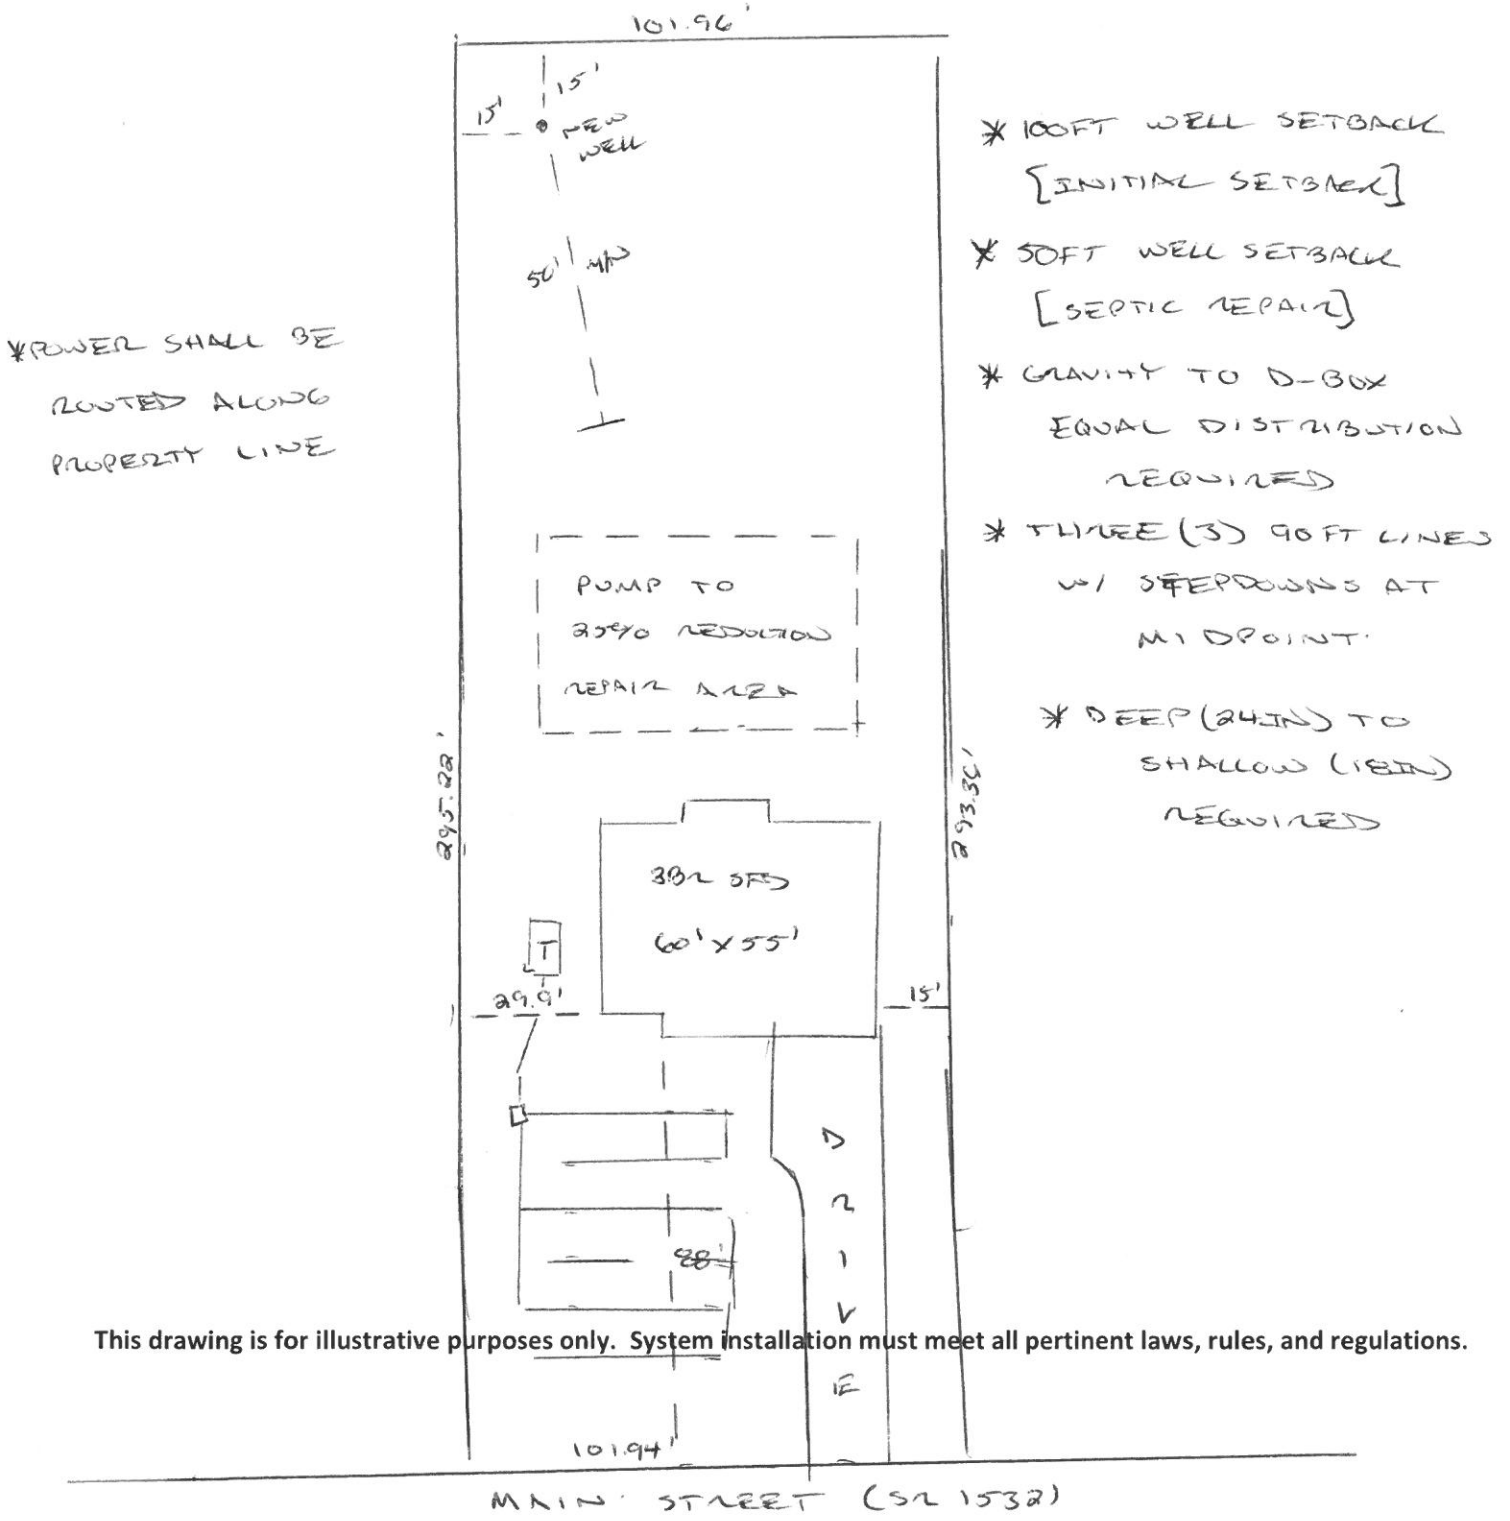 101.96'
15'
15'
NEW
WELL
50' MIN
* 100FT WELL SETBACK
[INITIAL SETBACK]
* 50FT WELL SETBACK
[SEPTIC REPAIR]
* GRAVITY TO D-BOX
EQUAL DISTRIBUTION
REQUIRED
* THREE (3) 90FT LINES
W/ STEPDOWNS AT
MIDPOINT.
* DEEP (24IN) TO
SHALLOW (18IN)
REQUIRED
*POWER SHALL BE
ROUTED ALONG
PROPERTY LINE
PUMP TO
25% REDUCTION
REPAIR AREA
295.22'
293.35'
3BR SFD
60' X 55'
T
29.9'
15'
88'
DRIVE
This drawing is for illustrative purposes only. System installation must meet all pertinent laws, rules, and regulations.
101.94'
MAIN STREET (SR 1532)